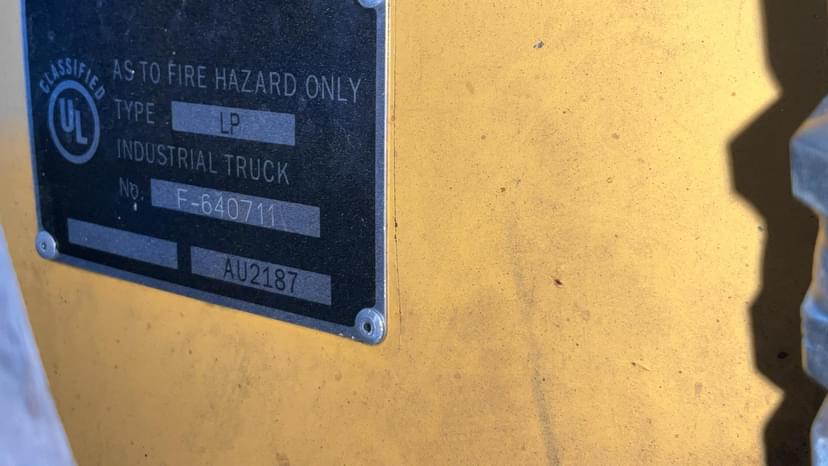 CLASSIFIED
UL
AS TO FIRE HAZARD ONLY
TYPE LP
INDUSTRIAL TRUCK
No. F-640711
AU2187